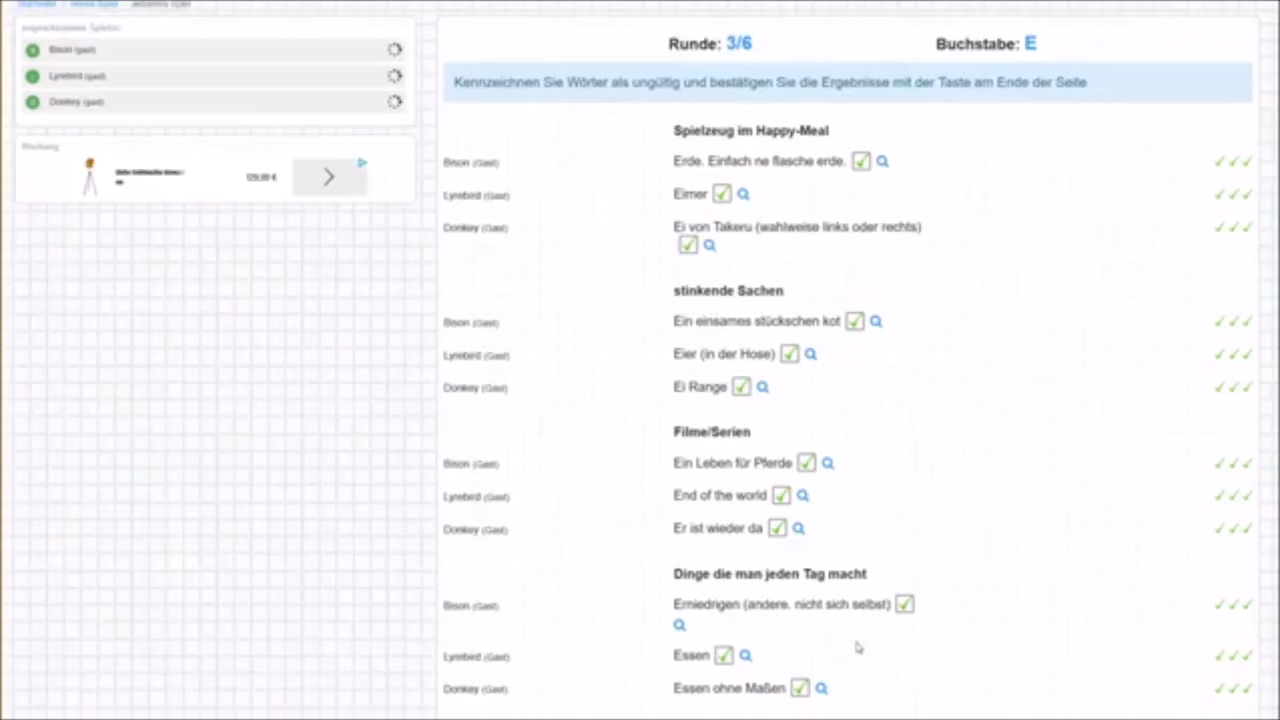 Runde: 3/6
Buchstabe: E
Kennzeichnen Sie Wörter als ungültig und bestätigen Sie die Ergebnisse mit der Taste am Ende der Seite
Bison (gast)
Lyrebird (gast)
Donkey (gast)
Werbung
129,99 €
Spielzeug im Happy-Meal
Bison (Gast)
Erde. Einfach ne flasche erde.
Lyrebird (Gast)
Eimer
Donkey (Gast)
Ei von Takeru (wahlweise links oder rechts)
stinkende Sachen
Bison (Gast)
Ein einsames stückschen kot
Lyrebird (Gast)
Eier (in der Hose)
Donkey (Gast)
Ei Range
Filme/Serien
Bison (Gast)
Ein Leben für Pferde
Lyrebird (Gast)
End of the world
Donkey (Gast)
Er ist wieder da
Dinge die man jeden Tag macht
Bison (Gast)
Erniedrigen (andere. nicht sich selbst)
Lyrebird (Gast)
Essen
Donkey (Gast)
Essen ohne Maßen